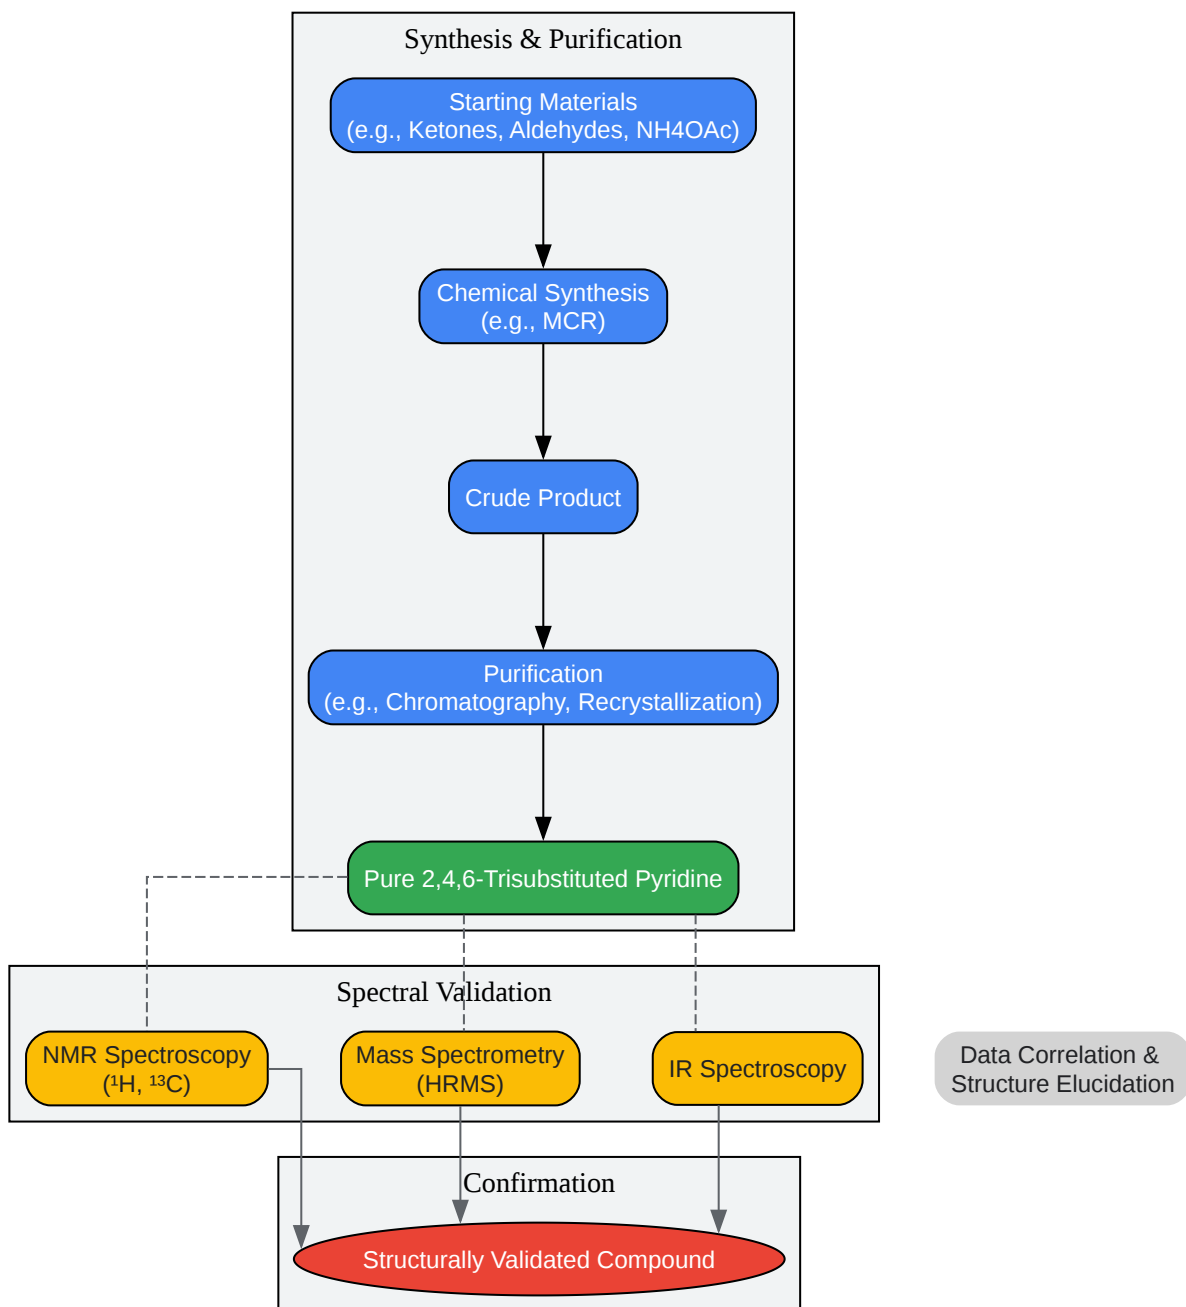 Synthesis & Purification
Starting Materials
(e.g., Ketones, Aldehydes, NH4OAc)
Chemical Synthesis
(e.g., MCR)
Crude Product
Purification
(e.g., Chromatography, Recrystallization)
Pure 2,4,6-Trisubstituted Pyridine
Spectral Validation
NMR Spectroscopy
(¹H, ¹³C)
Mass Spectrometry
(HRMS)
IR Spectroscopy
Data Correlation &
Structure Elucidation
Confirmation
Structurally Validated Compound